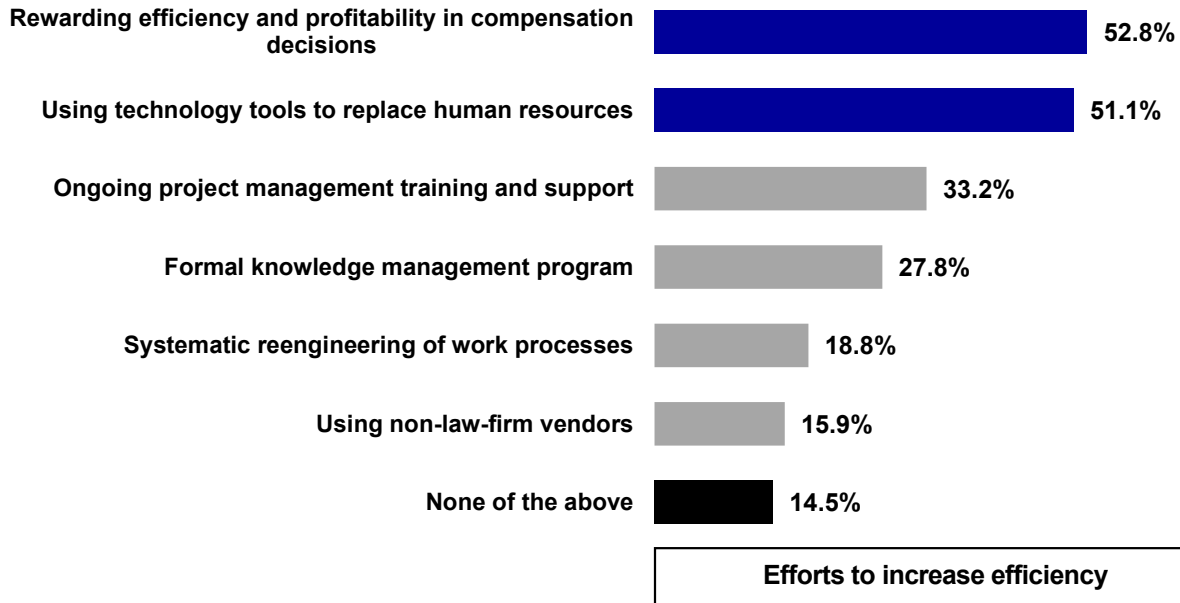 Rewarding efficiency and profitability in compensation
decisions
52.8%
Using technology tools to replace human resources
51.1%
Ongoing project management training and support
33.2%
Formal knowledge management program
27.8%
Systematic reengineering of work processes
18.8%
Using non-law-firm vendors
15.9%
None of the above
14.5%
Efforts to increase efficiency